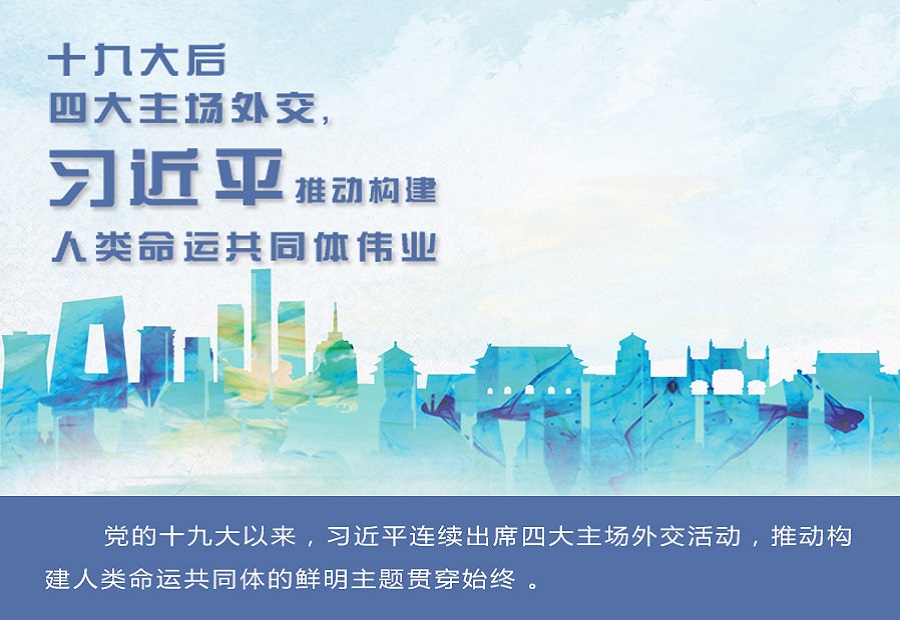 十九大后
四大主场外交,
习近平推动构建
人类命运共同体伟业
党的十九大以来，习近平连续出席四大主场外交活动，推动构
建人类命运共同体的鲜明主题贯穿始终 。